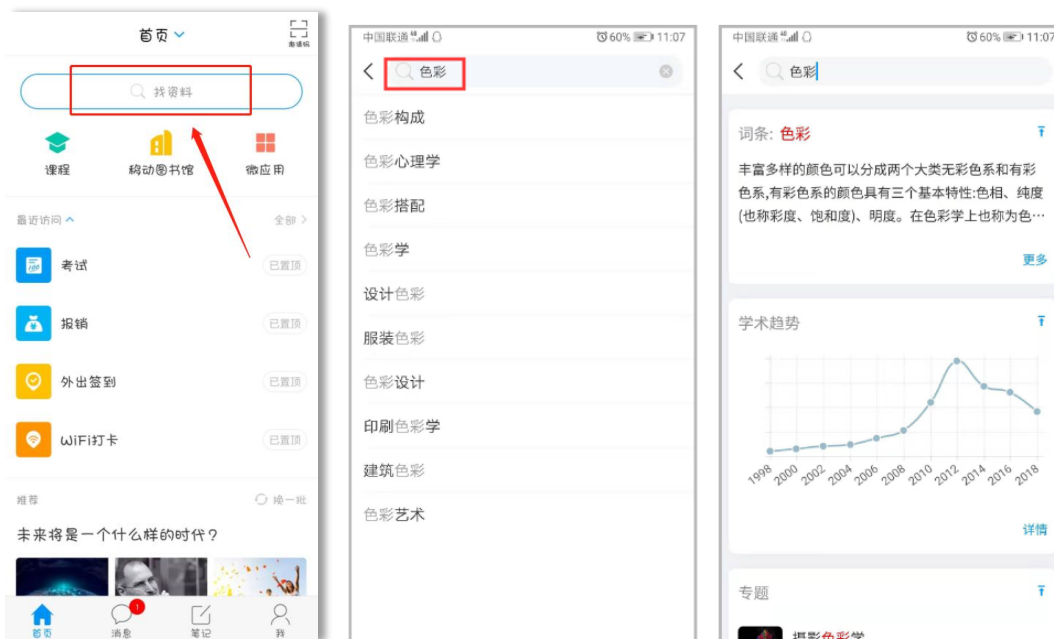 首页
邀请码
找资料
课程
移动图书馆
微应用
最近访问
全部
100
考试
已置顶
报销
已置顶
外出签到
已置顶
WiFi打卡
已置顶
推荐
换一批
未来将是一个什么样的时代?
1
首页
消息
笔记
我
中国联通 46 60% 11:07
色彩
色彩构成
色彩心理学
色彩搭配
色彩学
设计色彩
服装色彩
色彩设计
印刷色彩学
建筑色彩
色彩艺术
中国联通 46 60% 11:07
色彩
词条: 色彩
丰富多样的颜色可以分成两个大类无彩色系和有彩
色系,有彩色系的颜色具有三个基本特性:色相、纯度
(也称彩度、饱和度)、明度。在色彩学上也称为色…
更多
学术趋势
1998 2000 2002 2004 2006 2008 2010 2012 2014 2016 2018
详情
专题
摄影色彩学